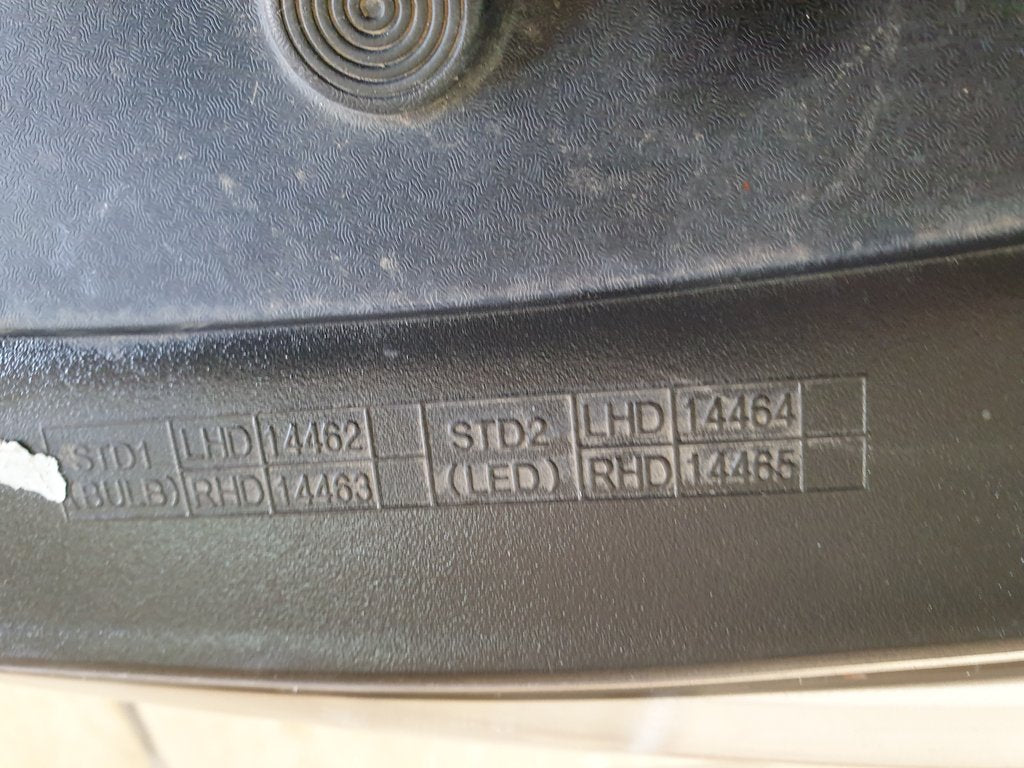 STD1 LHD 14462 STD2 LHD 14464
(BULB) RHD 14463 (LED) RHD 14465